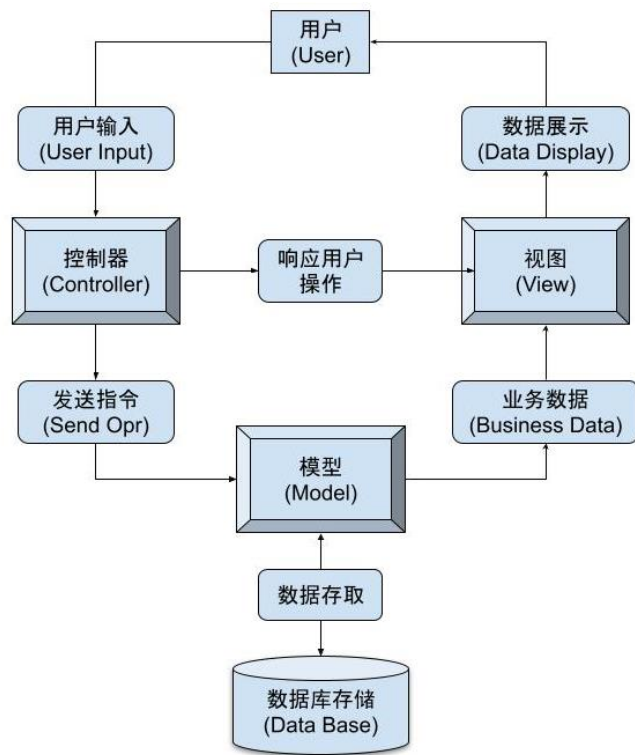 用户
(User)
用户输入
(User Input)
数据展示
(Data Display)
控制器
(Controller)
响应用户
操作
视图
(View)
发送指令
(Send Opr)
业务数据
(Business Data)
模型
(Model)
数据存取
数据库存储
(Data Base)